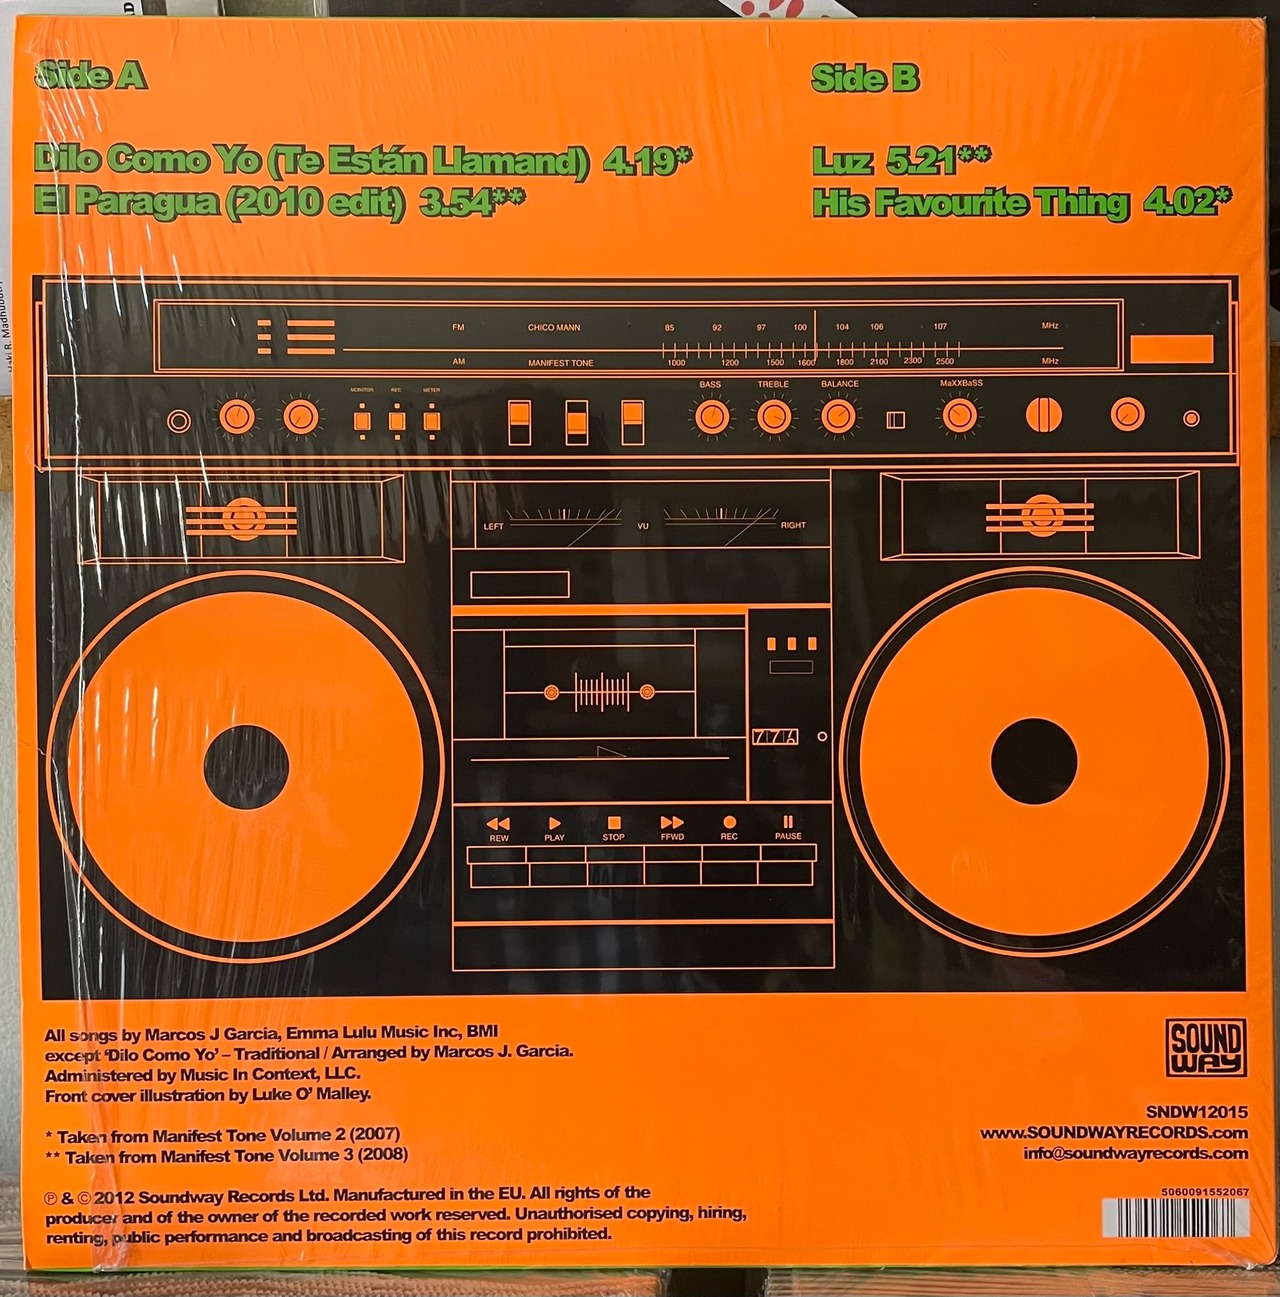 Side A
Dilo Como Yo (Te Están Llamand) 4.19*
El Paragua (2010 edit) 3.54**
Side B
Luz 5.21**
His Favourite Thing 4.02*
FM CHICO MANN 85 92 97 100 104 106 107 MHz
AM MANIFEST TONE 1000 1200 1500 1600 1800 2100 2300 2500 MHz
MONITOR REC METER
BASS TREBLE BALANCE MaXXBaSS
LEFT VU RIGHT
REW PLAY STOP FFWD REC PAUSE
All songs by Marcos J Garcia, Emma Lulu Music Inc, BMI
except ‘Dilo Como Yo’ – Traditional / Arranged by Marcos J. Garcia.
Administered by Music In Context, LLC.
Front cover illustration by Luke O’ Malley.
* Taken from Manifest Tone Volume 2 (2007)
** Taken from Manifest Tone Volume 3 (2008)
℗ & © 2012 Soundway Records Ltd. Manufactured in the EU. All rights of the
producer and of the owner of the recorded work reserved. Unauthorised copying, hiring,
renting, public performance and broadcasting of this record prohibited.
SOUND
WAY
SNDW12015
www.SOUNDWAYRECORDS.com
info@soundwayrecords.com
5060091552067